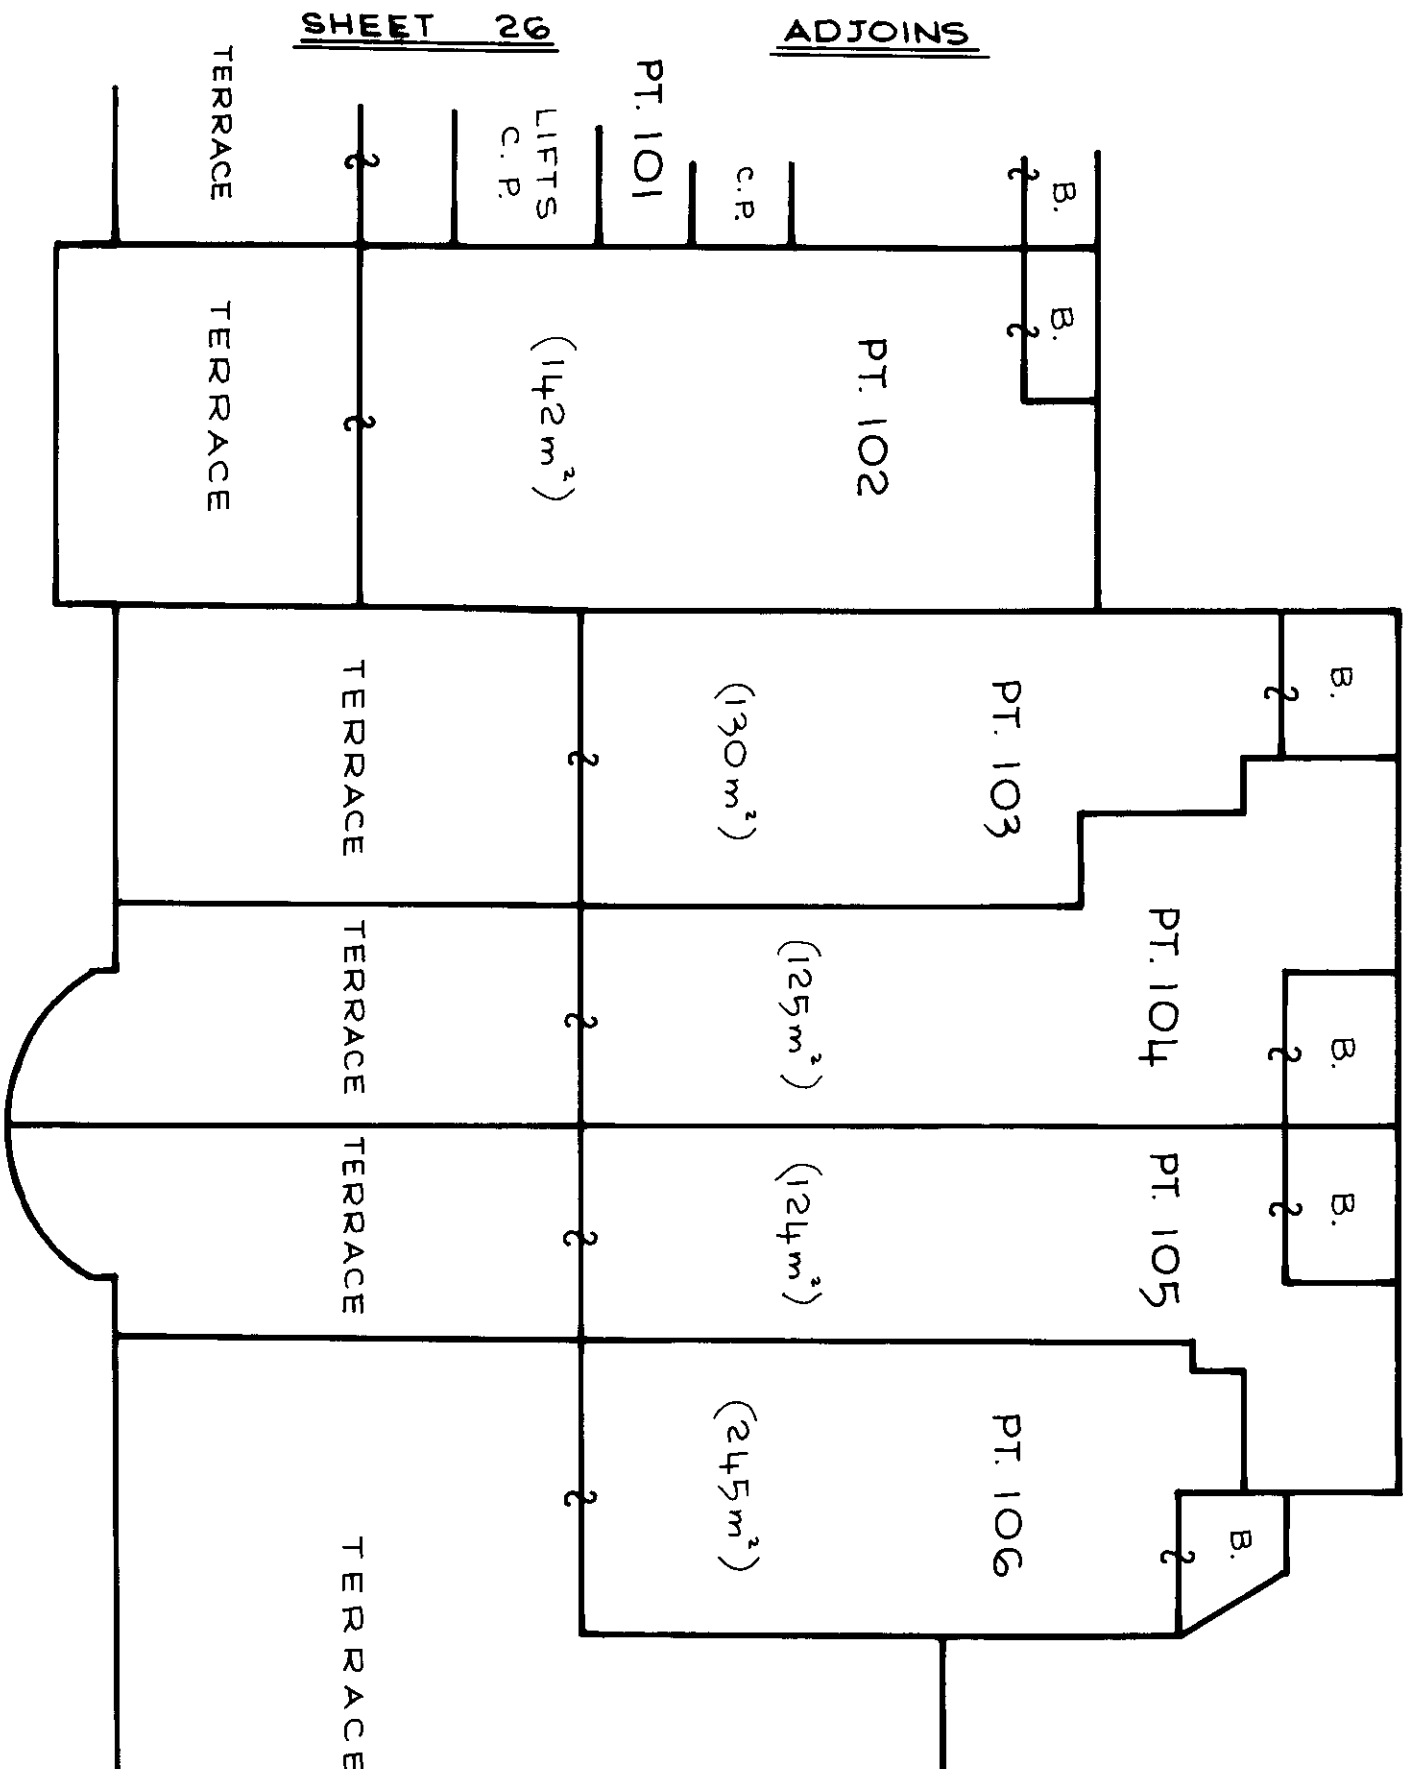 SHEET 26 ADJOINS
TERRACE
LIFTS
C. P.
PT. 101
C. P.
B.
TERRACE
(142m²)
PT. 102
B.
TERRACE
(130m²)
PT. 103
B.
TERRACE
(125m²)
PT. 104
B.
TERRACE
(124m²)
PT. 105
B.
TERRACE
(245m²)
PT. 106
B.